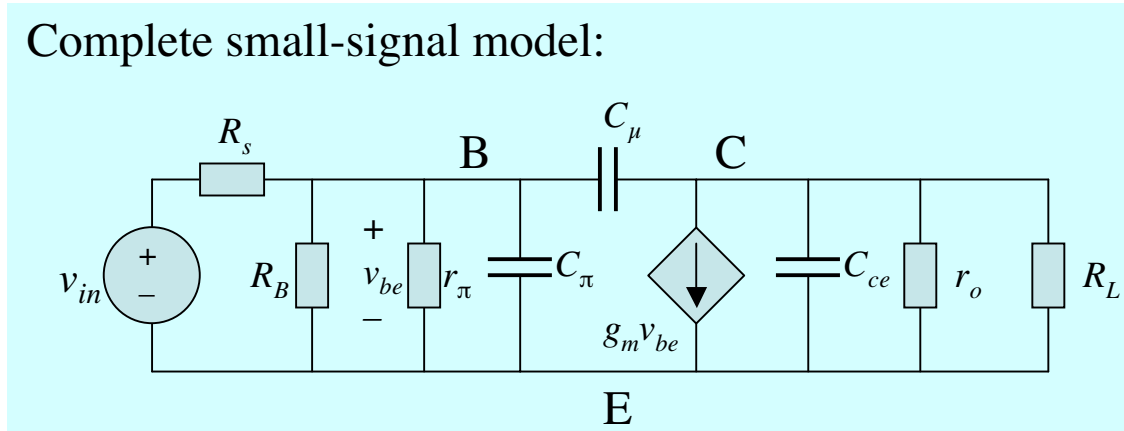 Complete small-signal model:
C_μ
R_s
B
C
+
v_in
+
–
R_B
v_be
–
r_π
C_π
g_m v_be
C_ce
r_o
R_L
E